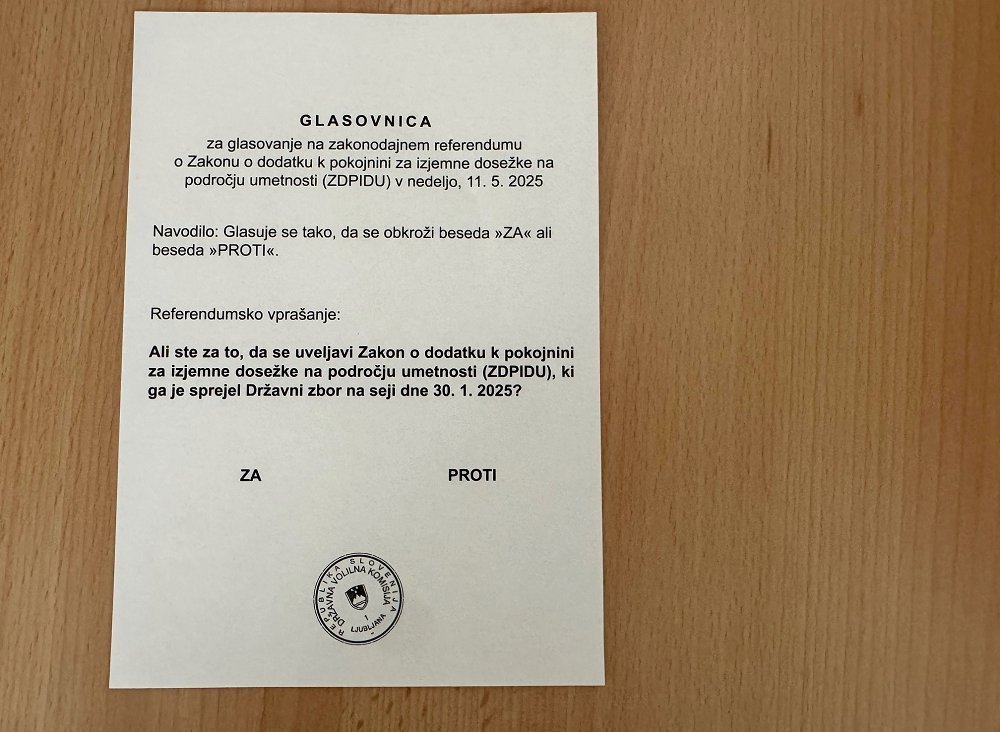 GLASOVNICA
za glasovanje na zakonodajnem referendumu
o Zakonu o dodatku k pokojnini za izjemne dosežke na
področju umetnosti (ZDPIDU) v nedeljo, 11. 5. 2025
Navodilo: Glasuje se tako, da se obkroži beseda »ZA« ali
beseda »PROTI«.
Referendumsko vprašanje:
Ali ste za to, da se uveljavi Zakon o dodatku k pokojnini
za izjemne dosežke na področju umetnosti (ZDPIDU), ki
ga je sprejel Državni zbor na seji dne 30. 1. 2025?
ZA PROTI
REPUBLIKA SLOVENIJA
DRŽAVNA VOLILNA KOMISIJA
1
LJUBLJANA